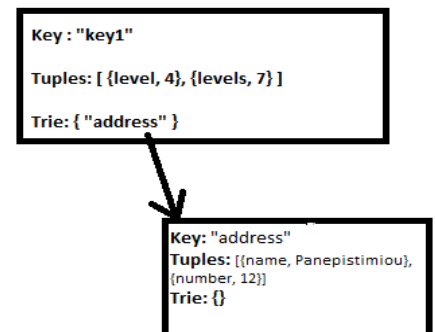 Key : "key1"
Tuples: [ {level, 4}, {levels, 7} ]
Trie: { "address" }
Key: "address"
Tuples: [{name, Panepistimiou},
{number, 12}]
Trie: {}